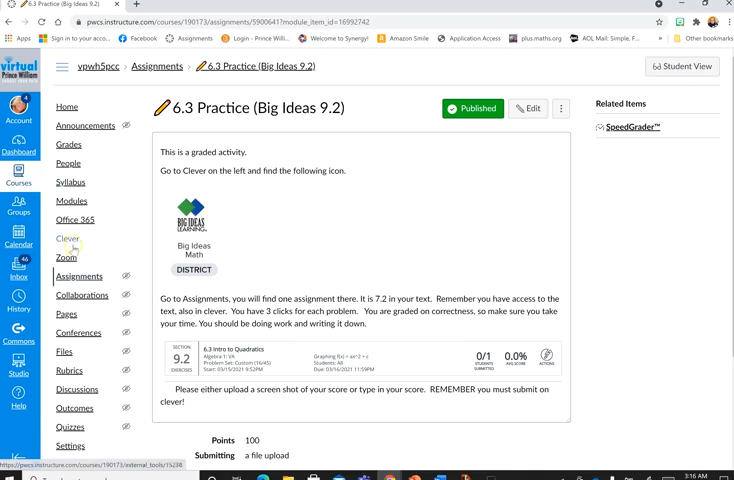 6.3 Practice (Big Ideas 9.2)
pwcs.instructure.com/courses/190173/assignments/5900641?module_item_id=16992742
Apps
Sign in to your acco...
Facebook
Assignments
Login - Prince Willi...
Welcome to Synergy!
Amazon Smile
Application Access
plus.maths.org
AOL Mail: Simple, F...
»
Other bookmarks
virtual
Prince William
vpwh5pcc > Assignments > 6.3 Practice (Big Ideas 9.2)
Student View
4
Account
Dashboard
Courses
Groups
Calendar
46
Inbox
History
Commons
Studio
Help
Home
Announcements
Grades
People
Syllabus
Modules
Office 365
Clever
Zoom
Assignments
Collaborations
Pages
Conferences
Files
Rubrics
Discussions
Outcomes
Quizzes
Settings
6.3 Practice (Big Ideas 9.2)
Published
Edit
Related Items
SpeedGrader™
This is a graded activity.
Go to Clever on the left and find the following icon.
BIG IDEAS
LEARNING
Big Ideas
Math
DISTRICT
Go to Assignments, you will find one assignment there. It is 7.2 in your text. Remember you have access to the
text, also in clever. You have 3 clicks for each problem. You are graded on correctness, so make sure you take
your time. You should be doing work and writing it down.
SECTION
9.2
EXERCISES
6.3 Intro to Quadratics
Algebra 1: VA
Problem Set: Custom (16/45)
Start: 03/15/2021 9:52PM
Graphing f(x) = ax^2 + c
Students: All
Due: 03/16/2021 11:59PM
0/1
STUDENTS
SUBMITTED
0.0%
AVG SCORE
ACTIONS
Please either upload a screen shot of your score or type in your score. REMEMBER you must submit on
clever!
Points 100
Submitting a file upload
https://pwcs.instructure.com/courses/190173/external_tools/15238
3:16 AM